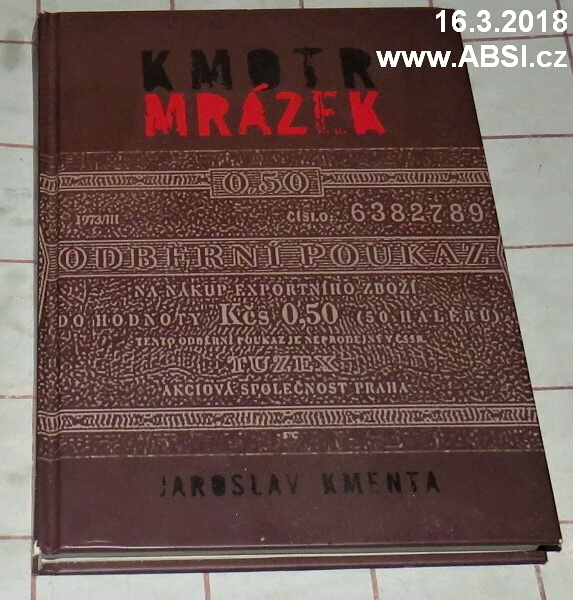 16.3.2018
www.ABSI.cz
KMOTR
MRÁZEK
0,50
1973/III
ČÍSLO:
6382789
ODBERNÍ POUKAZ
NA NÁKUP EXPORTNÍHO ZBOŽÍ
DO HODNOTY Kčs 0,50 (50 HALÉŘŮ)
TENTO ODBĚRNÍ POUKAZ JE NEPRODEJNÝ V ČSSR.
TUZEX
AKCIOVÁ SPOLEČNOST PRAHA
STC
JAROSLAV KMENTA